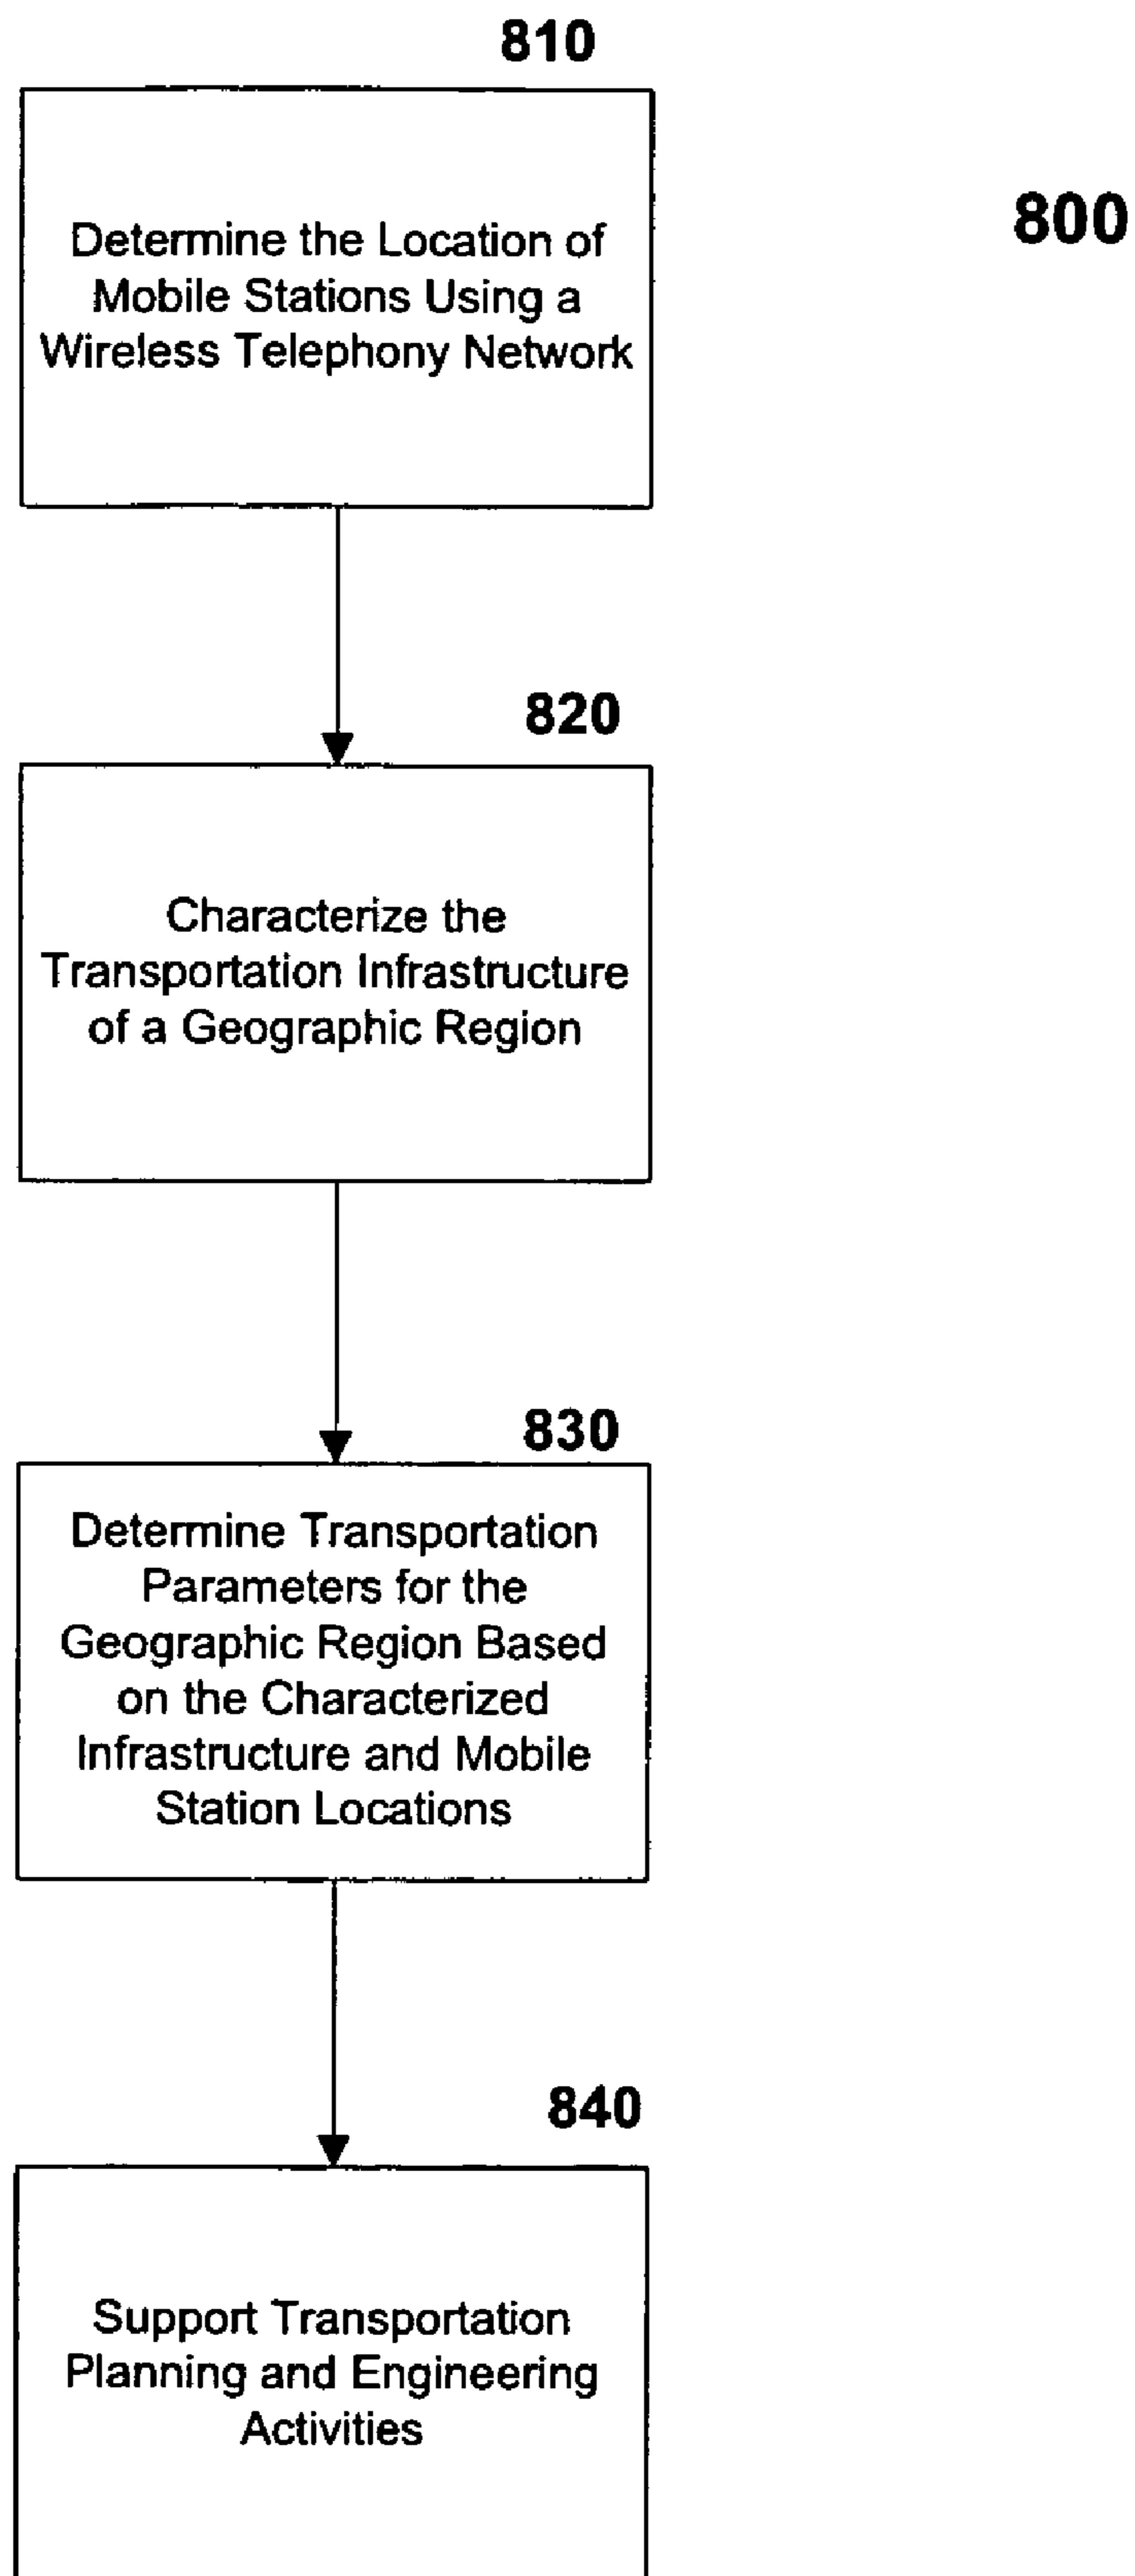 810
800
Determine the Location of
Mobile Stations Using a
Wireless Telephony Network
820
Characterize the
Transportation Infrastructure
of a Geographic Region
830
Determine Transportation
Parameters for the
Geographic Region Based
on the Characterized
Infrastructure and Mobile
Station Locations
840
Support Transportation
Planning and Engineering
Activities